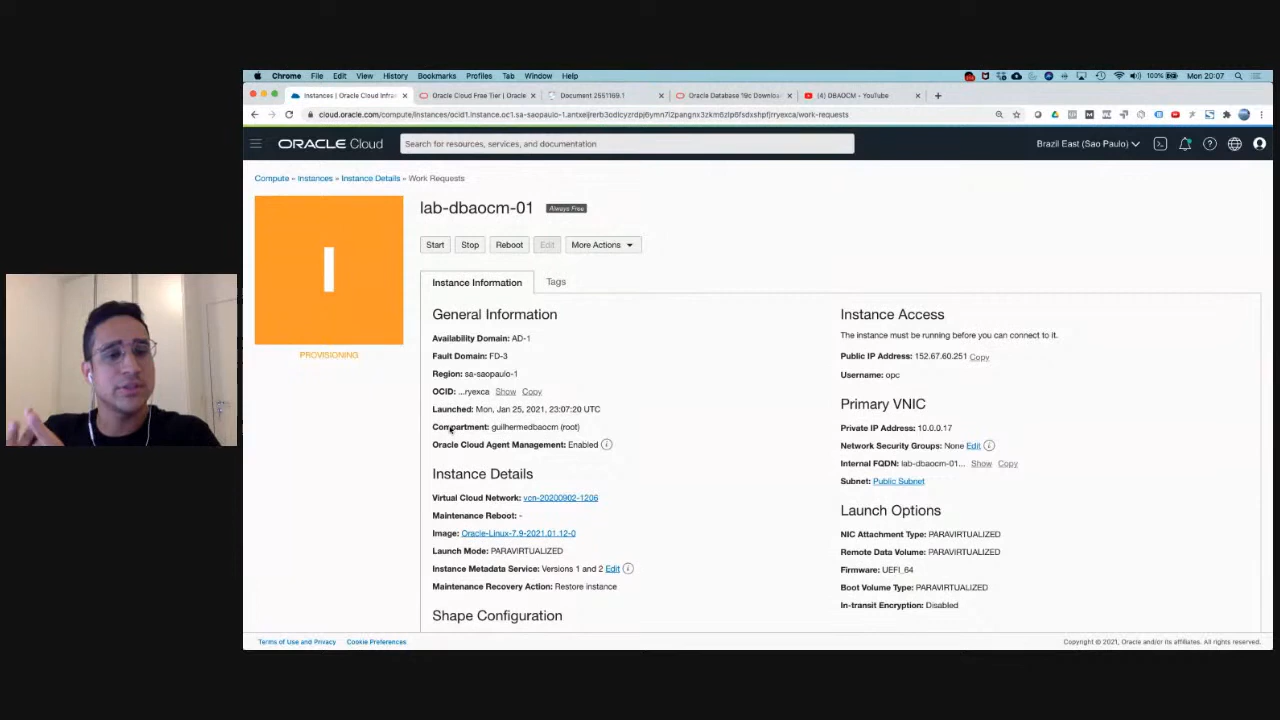 Chrome File Edit View History Bookmarks Profiles Tab Window Help 100% Mon 20:07
Instances | Oracle Cloud Infra
Oracle Cloud Free Tier | Oracle
Document 2551169.1
Oracle Database 19c Downloa
(4) DBAOCM - YouTube
ORACLE Cloud
Search for resources, services, and documentation
Brazil East (Sao Paulo)
Compute » Instances » Instance Details » Work Requests
lab-dbaocm-01 Always Free
Start Stop Reboot Edit More Actions
I
PROVISIONING
Instance Information Tags
General Information
Availability Domain: AD-1
Fault Domain: FD-3
Region: sa-saopaulo-1
OCID: ...ryexca Show Copy
Launched: Mon, Jan 25, 2021, 23:07:20 UTC
Compartment: guilhermedbaocm (root)
Oracle Cloud Agent Management: Enabled
Instance Details
Virtual Cloud Network: vcn-20200902-1206
Maintenance Reboot: -
Image: Oracle-Linux-7.9-2021.01.12-0
Launch Mode: PARAVIRTUALIZED
Instance Metadata Service: Versions 1 and 2 Edit
Maintenance Recovery Action: Restore instance
Shape Configuration
Instance Access
The instance must be running before you can connect to it.
Public IP Address: 152.67.60.251 Copy
Username: opc
Primary VNIC
Private IP Address: 10.0.0.17
Network Security Groups: None Edit
Internal FQDN: lab-dbaocm-01... Show Copy
Subnet: Public Subnet
Launch Options
NIC Attachment Type: PARAVIRTUALIZED
Remote Data Volume: PARAVIRTUALIZED
Firmware: UEFI_64
Boot Volume Type: PARAVIRTUALIZED
In-transit Encryption: Disabled
Terms of Use and Privacy Cookie Preferences
Copyright © 2021, Oracle and/or its affiliates. All rights reserved.